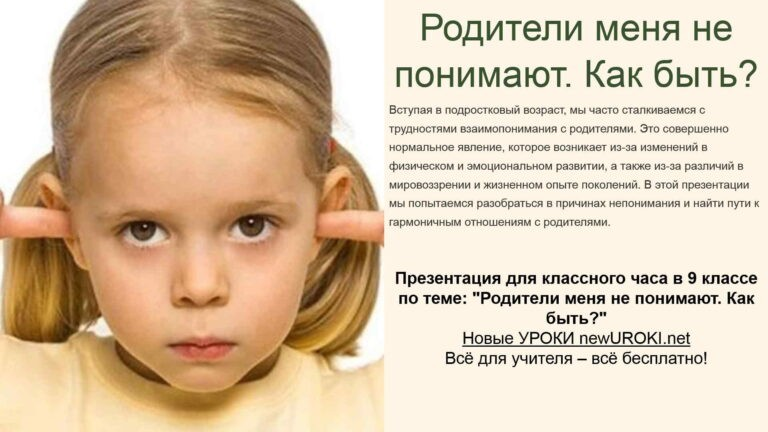 Родители меня не
понимают. Как быть?
Вступая в подростковый возраст, мы часто сталкиваемся с
трудностями взаимопонимания с родителями. Это совершенно
нормальное явление, которое возникает из-за изменений в
физическом и эмоциональном развитии, а также из-за различий в
мировоззрении и жизненном опыте поколений. В этой презентации
мы попытаемся разобраться в причинах непонимания и найти пути к
гармоничным отношениям с родителями.
Презентация для классного часа в 9 классе
по теме: "Родители меня не понимают. Как
быть?"
Новые УРОКИ newUROKI.net
Всё для учителя – всё бесплатно!